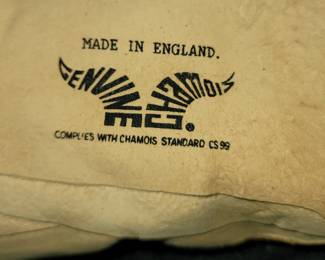 MADE IN ENGLAND.
GENUINE CHAMOIS ®
COMPLIES WITH CHAMOIS STANDARD CS99